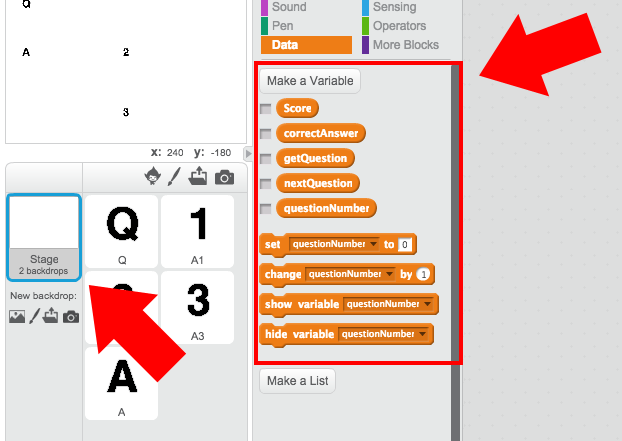 Q
A 2
3
x: 240 y: -180
Stage
2 backdrops
New backdrop:
Q
Q
1
A1
3
A3
A
A
Sound Sensing
Pen Operators
Data More Blocks
Make a Variable
Score
correctAnswer
getQuestion
nextQuestion
questionNumber
set questionNumber to 0
change questionNumber by 1
show variable questionNumber
hide variable questionNumber
Make a List